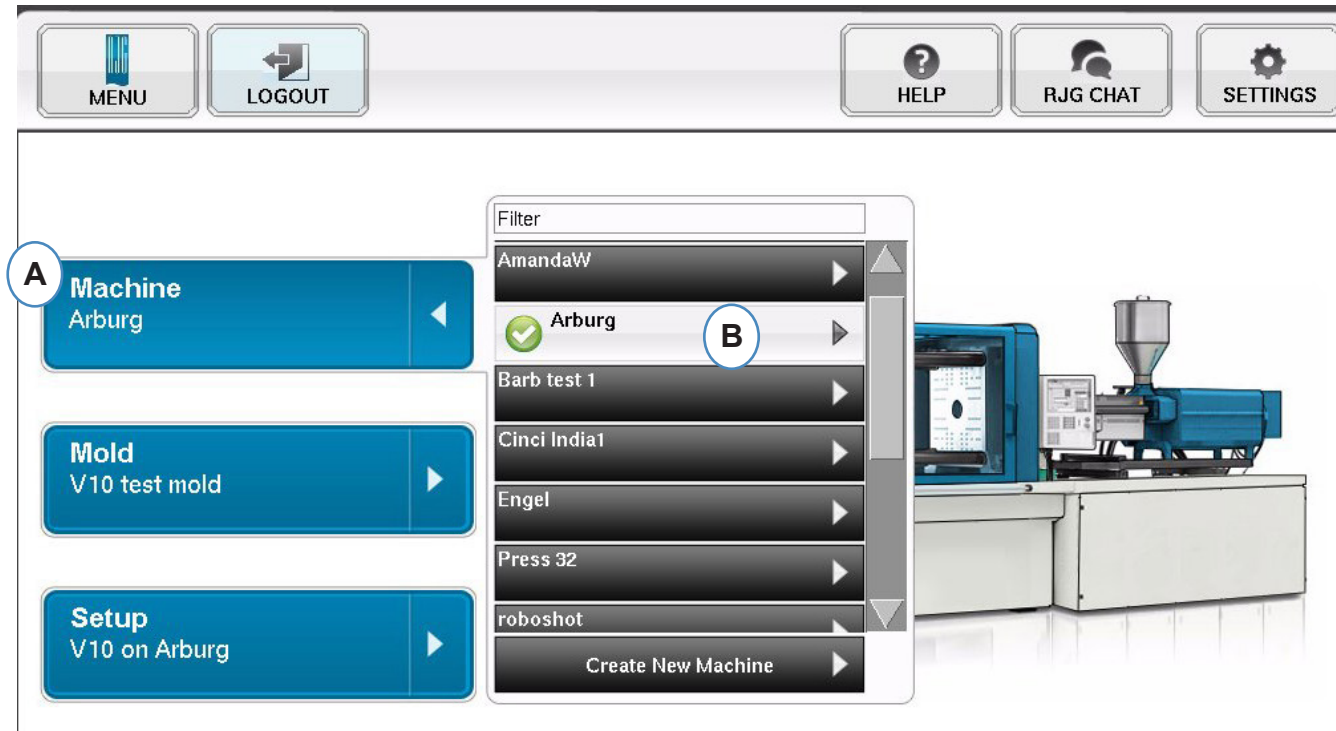 MENU
LOGOUT
HELP
RJG CHAT
SETTINGS
A
Machine
Arburg
Mold
V10 test mold
Setup
V10 on Arburg
Filter
AmandaW
Arburg
B
Barb test 1
Cinci India1
Engel
Press 32
roboshot
Create New Machine